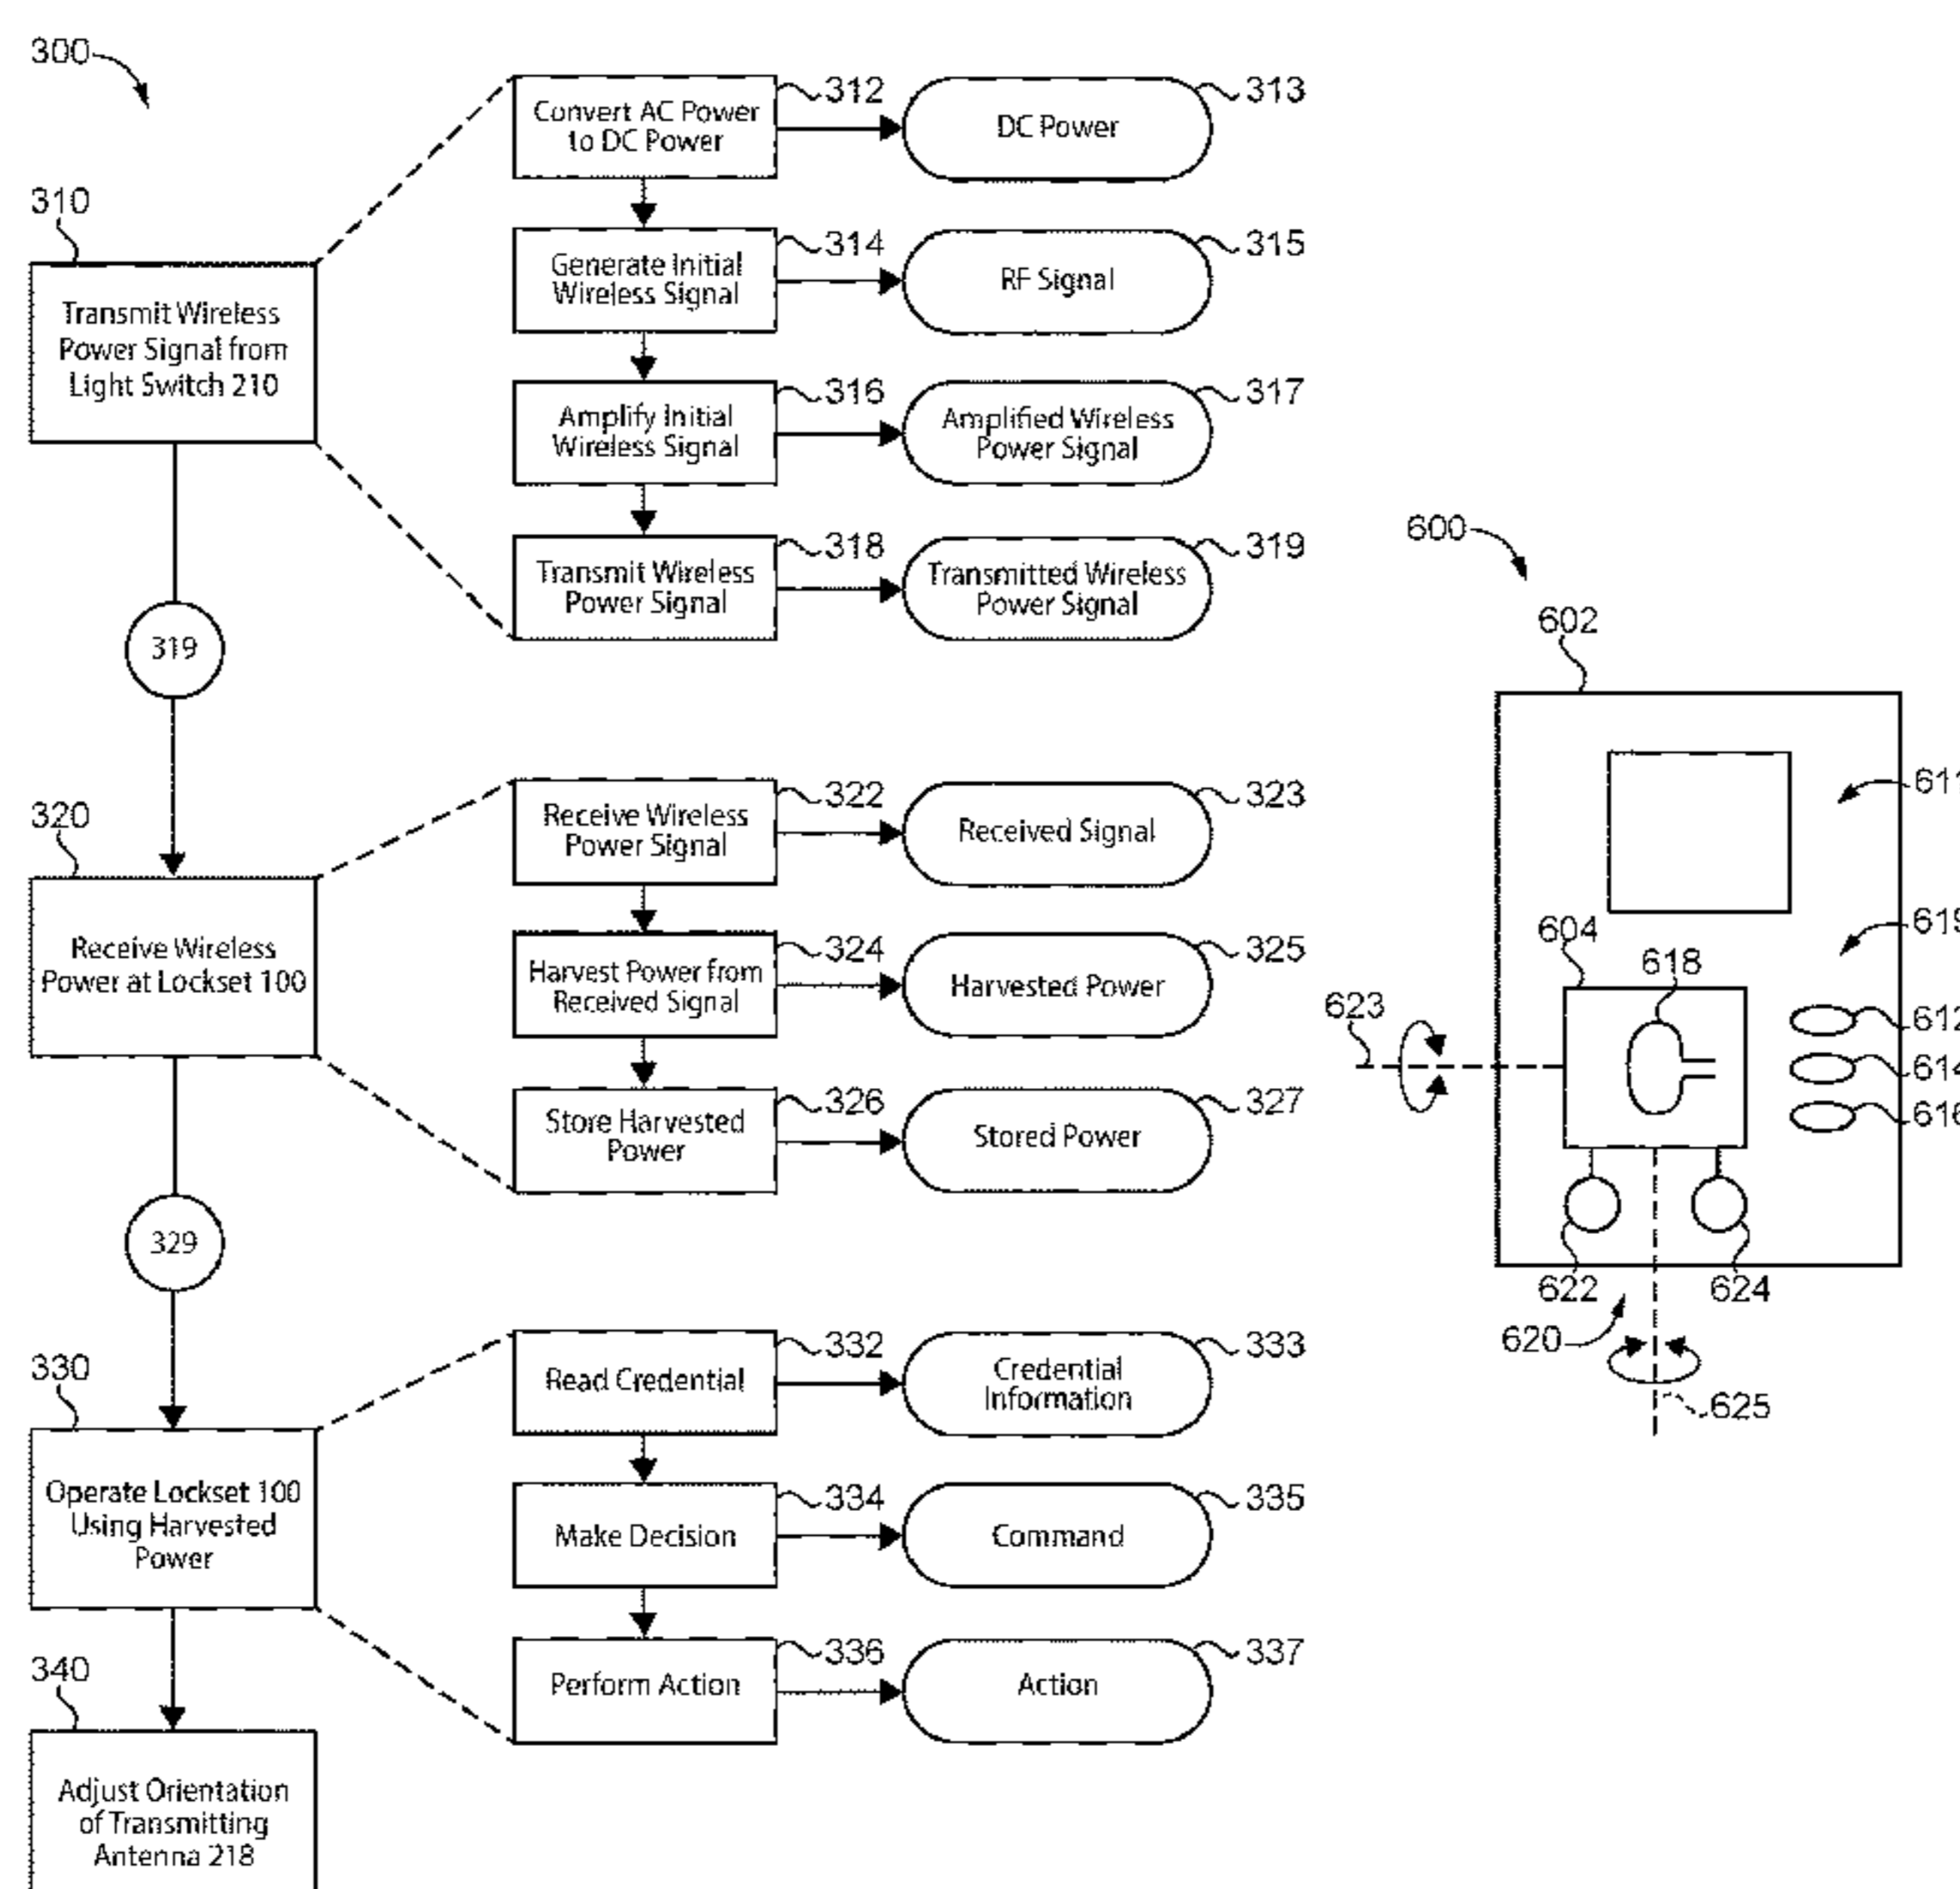 300
310
Transmit Wireless
Power Signal from
Light Switch 210
312
Convert AC Power
to DC Power
313
DC Power
314
Generate Initial
Wireless Signal
315
RF Signal
316
Amplify Initial
Wireless Signal
317
Amplified Wireless
Power Signal
318
Transmit Wireless
Power Signal
319
Transmitted Wireless
Power Signal
319
320
Receive Wireless
Power at Lockset 100
322
Receive Wireless
Power Signal
323
Received Signal
324
Harvest Power from
Received Signal
325
Harvested Power
326
Store Harvested
Power
327
Stored Power
329
330
Operate Lockset 100
Using Harvested
Power
332
Read Credential
333
Credential
Information
334
Make Decision
335
Command
336
Perform Action
337
Action
340
Adjust Orientation
of Transmitting
Antenna 218
600
602
611
619
604
618
612
614
616
623
622
624
620
625